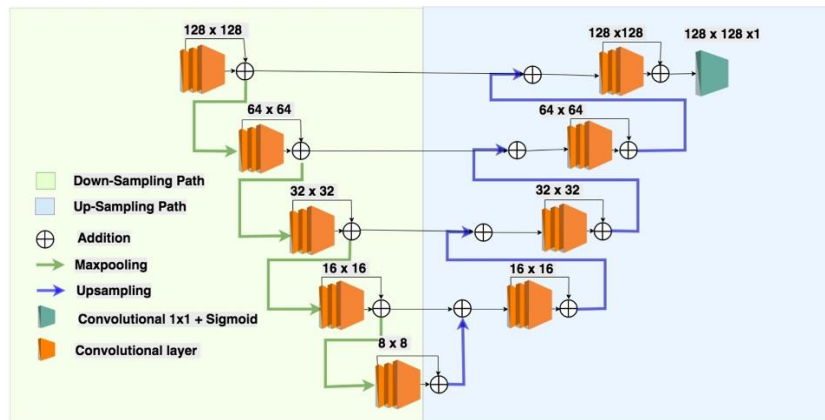 128 x 128
128 x128
128 x 128 x1
64 x 64
64 x 64
Down-Sampling Path
32 x 32
32 x 32
Up-Sampling Path
Addition
Maxpooling
16 x 16
16 x 16
Upsampling
Convolutional 1x1 + Sigmoid
8 x 8
Convolutional layer